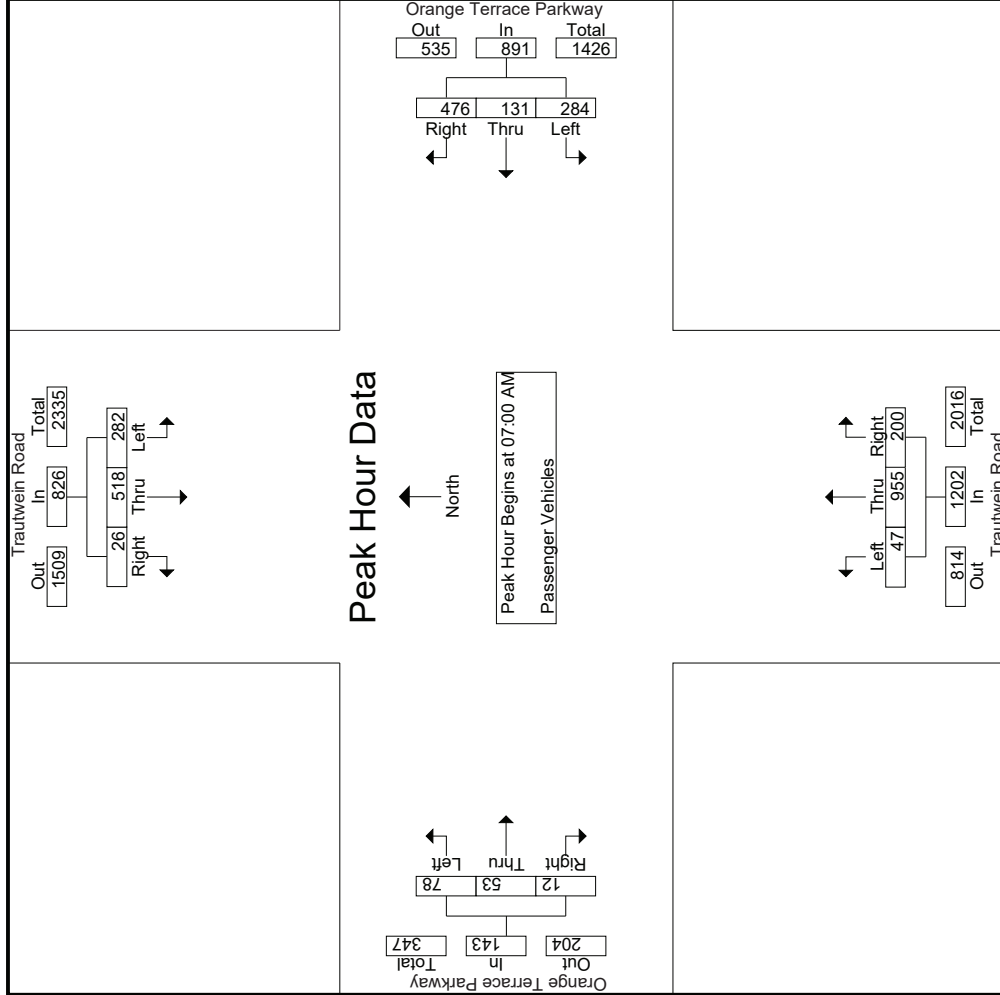 Orange Terrace Parkway
Out In Total
535 891 1426
476 131 284
Right Thru Left
Trautwein Road
Out In Total
1509 826 2335
26 518 282
Right Thru Left
Peak Hour Data
North
Peak Hour Begins at 07:00 AM
Passenger Vehicles
Left Thru Right
47 955 200
814 1202 2016
Out In Total
Trautwein Road
Left Thru Right
78 53 12
347 143 204
Total In Out
Orange Terrace Parkway